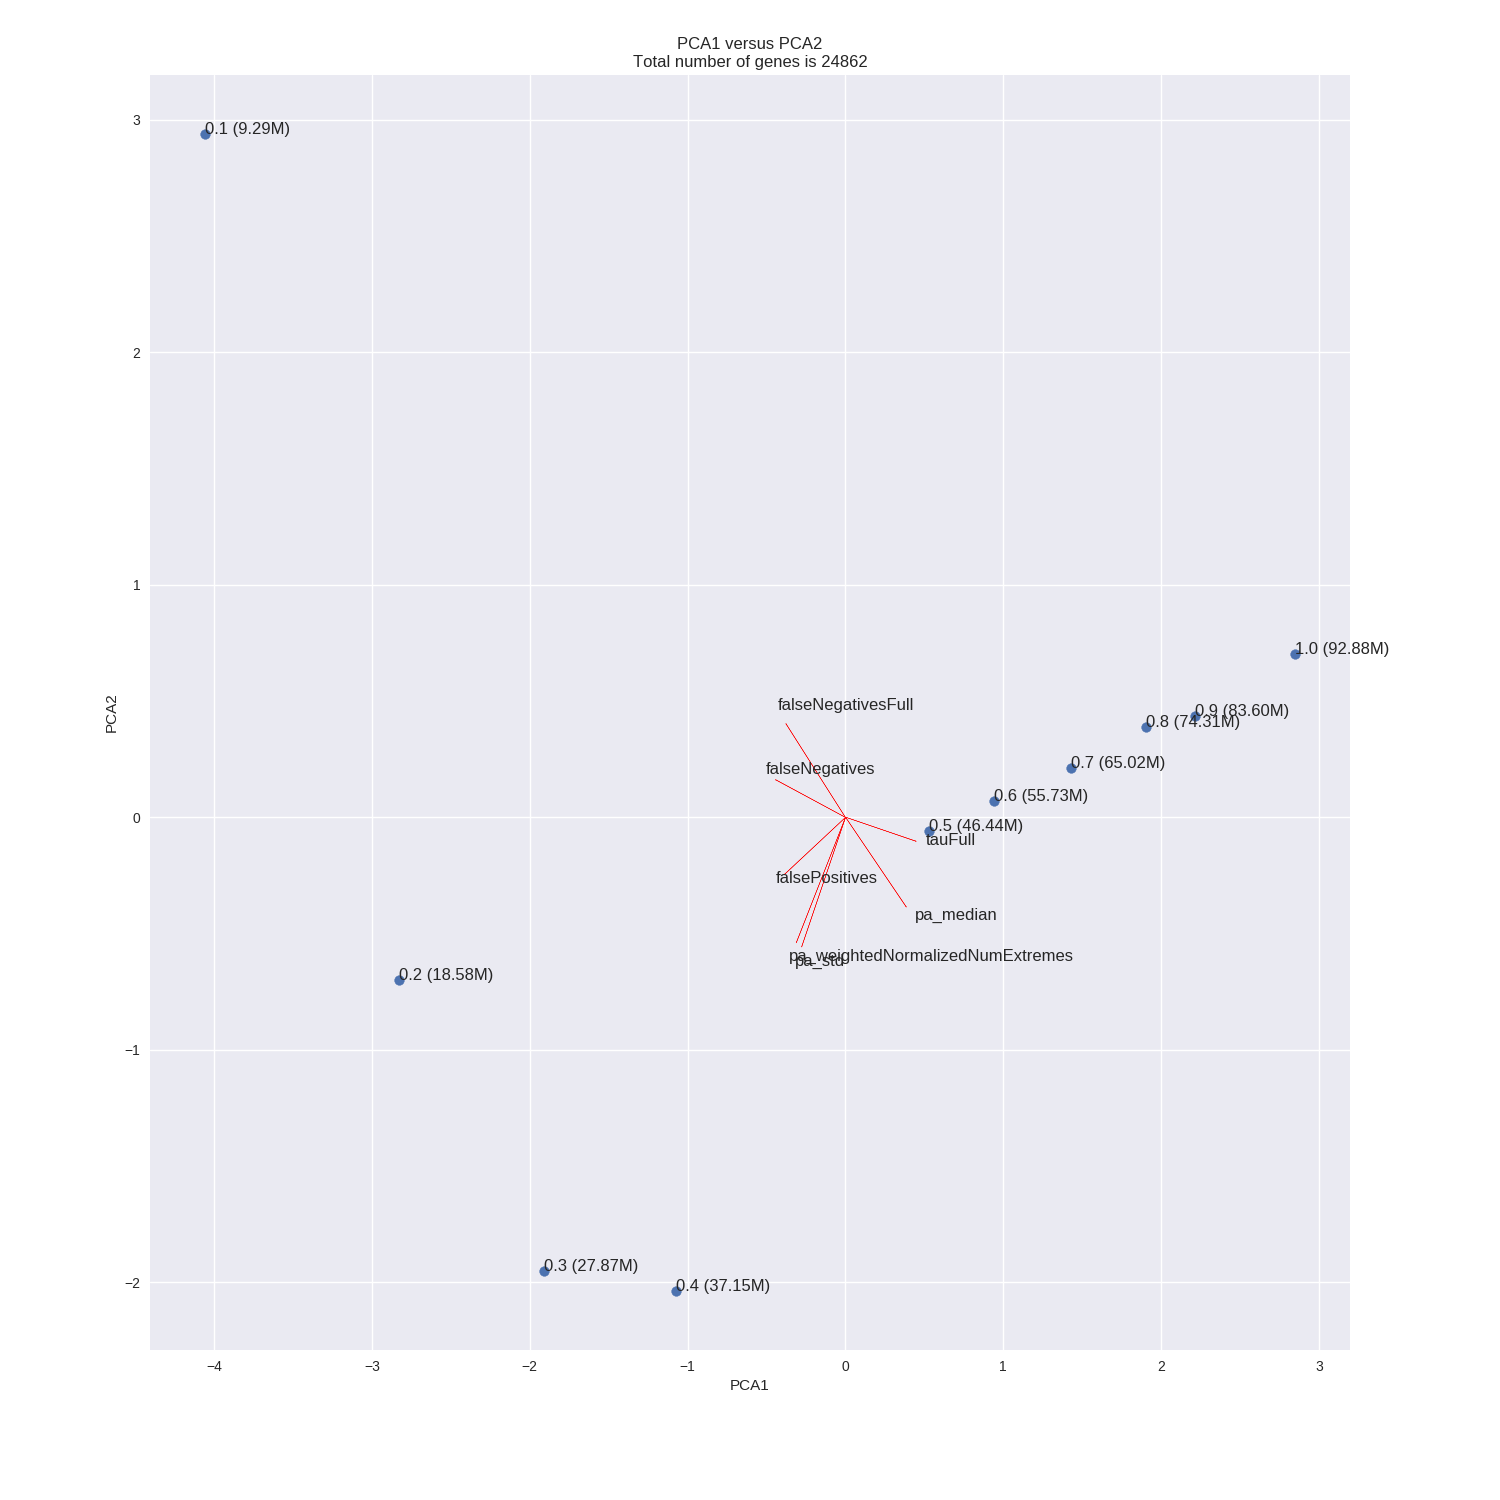 PCA1 versus PCA2
Total number of genes is 24862
3
2
1
0
−1
−2
PCA2
0.1 (9.29M)
1.0 (92.88M)
0.9 (83.60M)
0.8 (74.31M)
0.7 (65.02M)
0.6 (55.73M)
0.5 (46.44M)
falseNegativesFull
falseNegatives
tauFull
falsePositives
pa_median
pa_weightedNormalizedNumExtremes
pa_std
0.2 (18.58M)
0.3 (27.87M)
0.4 (37.15M)
−4
−3
−2
−1
0
1
2
3
PCA1